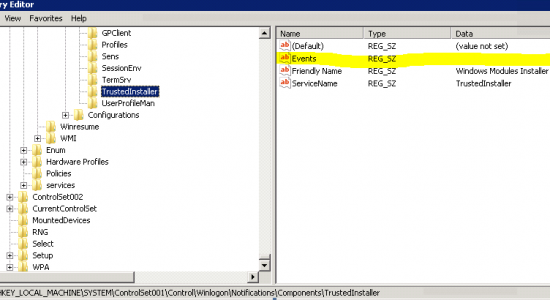 ry Editor
View Favorites Help
GPClient
Profiles
Sens
SessionEnv
TermSrv
TrustedInstaller
UserProfileMan
Configurations
Winresume
WMI
Enum
Hardware Profiles
Policies
services
ControlSet002
CurrentControlSet
MountedDevices
RNG
Select
Setup
WPA
Name Type Data
(Default) REG_SZ (value not set)
Events REG_SZ
Friendly Name REG_SZ Windows Modules Installer
ServiceName REG_SZ TrustedInstaller
HKEY_LOCAL_MACHINE\SYSTEM\ControlSet001\Control\Winlogon\Notifications\Components\TrustedInstaller